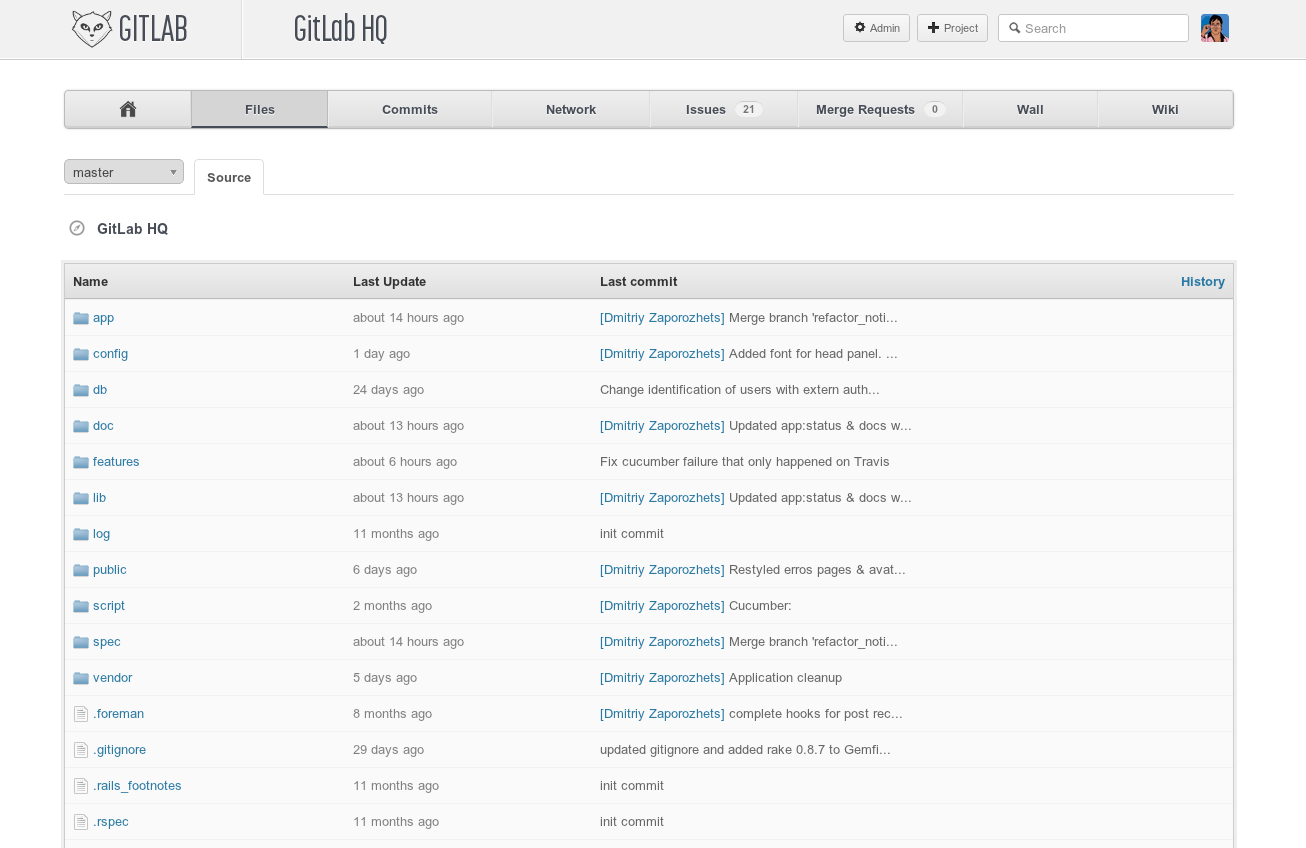 GITLAB GitLab HQ Admin Project Search
Files Commits Network Issues 21 Merge Requests 0 Wall Wiki
master Source
GitLab HQ
Name Last Update Last commit History
app about 14 hours ago [Dmitriy Zaporozhets] Merge branch 'refactor_noti...
config 1 day ago [Dmitriy Zaporozhets] Added font for head panel. ...
db 24 days ago Change identification of users with extern auth...
doc about 13 hours ago [Dmitriy Zaporozhets] Updated app:status & docs w...
features about 6 hours ago Fix cucumber failure that only happened on Travis
lib about 13 hours ago [Dmitriy Zaporozhets] Updated app:status & docs w...
log 11 months ago init commit
public 6 days ago [Dmitriy Zaporozhets] Restyled erros pages & avat...
script 2 months ago [Dmitriy Zaporozhets] Cucumber:
spec about 14 hours ago [Dmitriy Zaporozhets] Merge branch 'refactor_noti...
vendor 5 days ago [Dmitriy Zaporozhets] Application cleanup
.foreman 8 months ago [Dmitriy Zaporozhets] complete hooks for post rec...
.gitignore 29 days ago updated gitignore and added rake 0.8.7 to Gemfi...
.rails_footnotes 11 months ago init commit
.rspec 11 months ago init commit